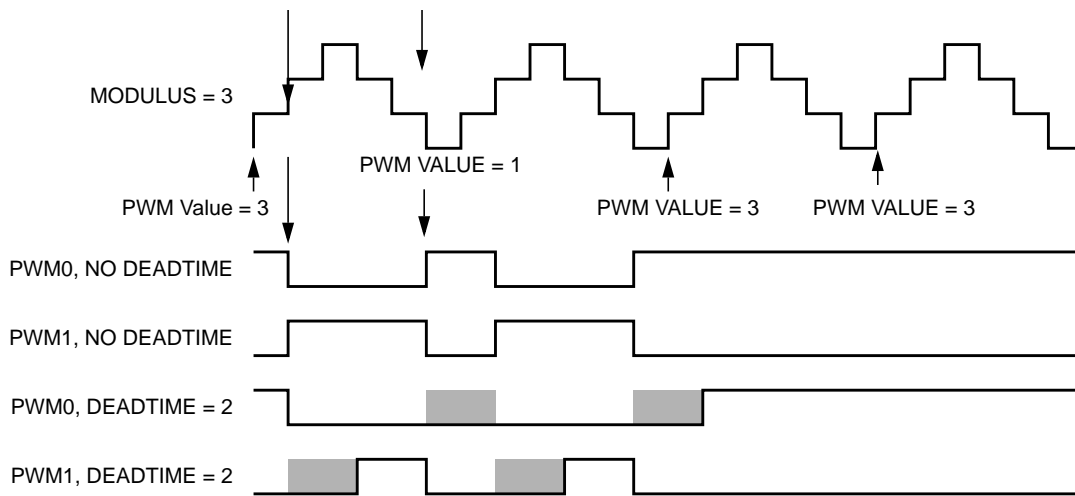 MODULUS = 3
PWM VALUE = 1
PWM Value = 3
PWM VALUE = 3
PWM VALUE = 3
PWM0, NO DEADTIME
PWM1, NO DEADTIME
PWM0, DEADTIME = 2
PWM1, DEADTIME = 2